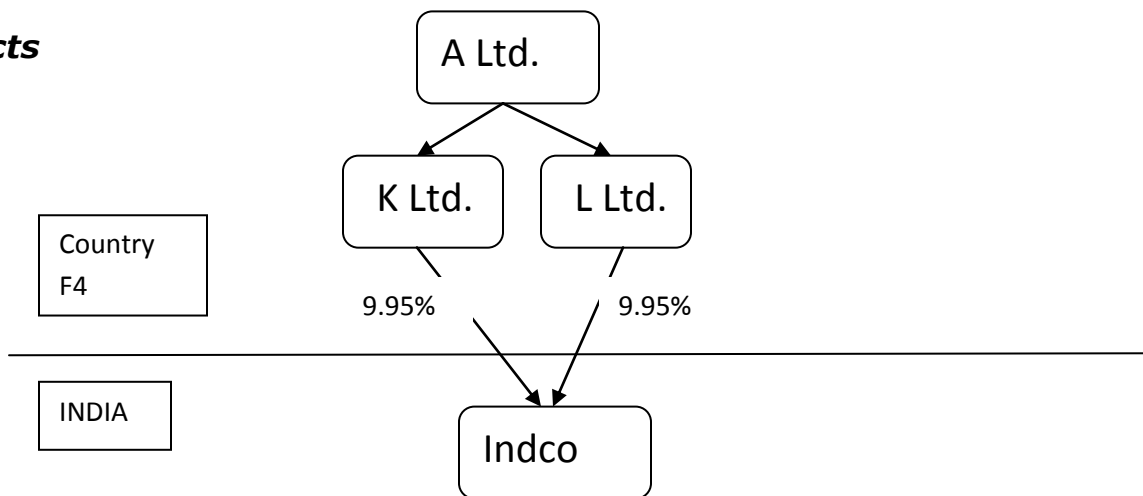 cts
A Ltd.
K Ltd.
L Ltd.
Country
F4
9.95%
9.95%
INDIA
Indco